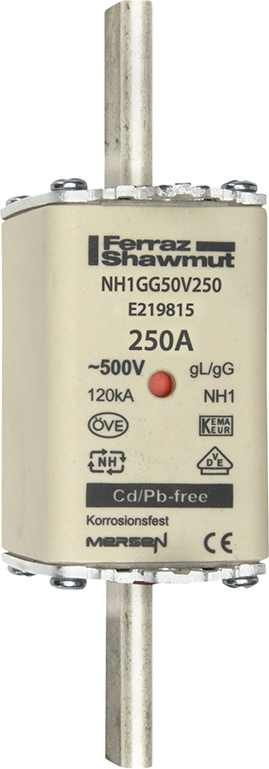 Ferraz
Shawmut
NH1GG50V250
E219815
250A
~500V gL/gG
120kA NH1
ÖVE KEMA KEUR
NH VDE
Cd/Pb-free
Korrosionsfest
MERSEN CE